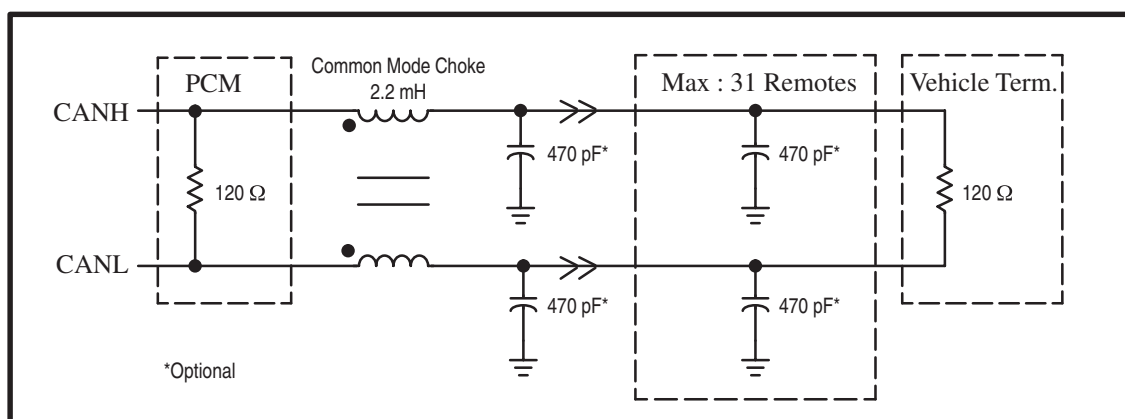 PCM
Common Mode Choke
2.2 mH
Max : 31 Remotes
Vehicle Term.
CANH
470 pF*
470 pF*
120 Ω
120 Ω
CANL
470 pF*
470 pF*
*Optional